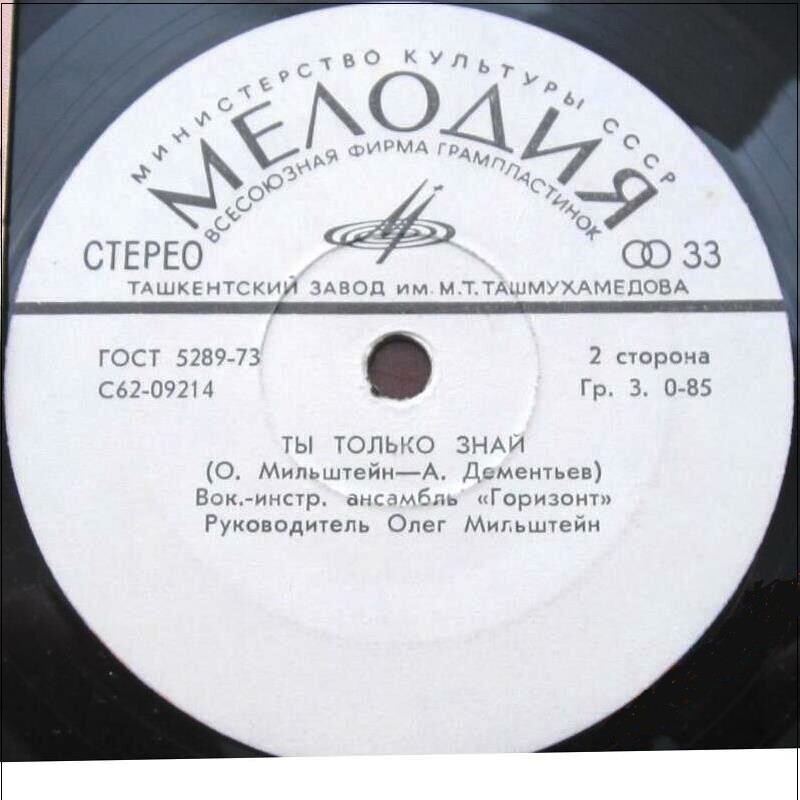 МИНИСТЕРСТВО КУЛЬТУРЫ СССР
МЕЛОДИЯ
ВСЕСОЮЗНАЯ ФИРМА ГРАМПЛАСТИНОК
СТЕРЕО 33
ТАШКЕНТСКИЙ ЗАВОД им. М.Т.ТАШМУХАМЕДОВА
ГОСТ 5289-73 2 сторона
С62-09214 Гр. 3. 0-85
ТЫ ТОЛЬКО ЗНАЙ
(О. Мильштейн—А. Дементьев)
Вок.-инстр. ансамбль «Горизонт»
Руководитель Олег Мильштейн